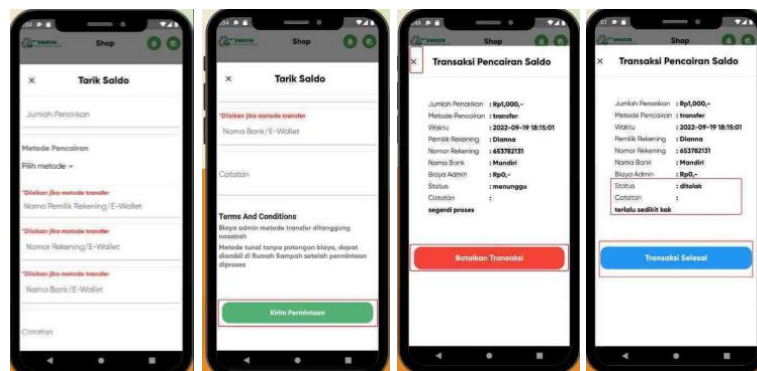 Shop
× Tarik Saldo
Jumlah Penarikan
Metode Pencairan
Pilih metode
*Diisikan jika metode transfer
Nama Pemilik Rekening/E-Wallet
*Diisikan jika metode transfer
Nomor Rekening/E-Wallet
*Diisikan jika metode transfer
Nama Bank/E-Wallet
Catatan
Shop
× Tarik Saldo
*Diisikan jika metode transfer
Nama Bank/E-Wallet
Catatan
Terms And Conditions
Biaya admin metode transfer ditanggung
nasabah
Metode tunai tanpa potongan biaya, dapat
diambil di Rumah Sampah setelah permintaan
diproses
Kirim Permintaan
Shop
× Transaksi Pencairan Saldo
Jumlah Penarikan : Rp1,000,-
Metode Pencairan : transfer
Waktu : 2022-09-19 18:15:01
Pemilik Rekening : Dianna
Nomor Rekening : 653782131
Nama Bank : Mandiri
Biaya Admin : Rp0,-
Status : menunggu
Catatan :
segerdi proses
Batalkan Transaksi
Shop
× Transaksi Pencairan Saldo
Jumlah Penarikan : Rp1,000,-
Metode Pencairan : transfer
Waktu : 2022-09-19 18:15:01
Pemilik Rekening : Dianna
Nomor Rekening : 653782131
Nama Bank : Mandiri
Biaya Admin : Rp0,-
Status : ditolak
Catatan :
terlalu sedikit kak
Transaksi Selesai